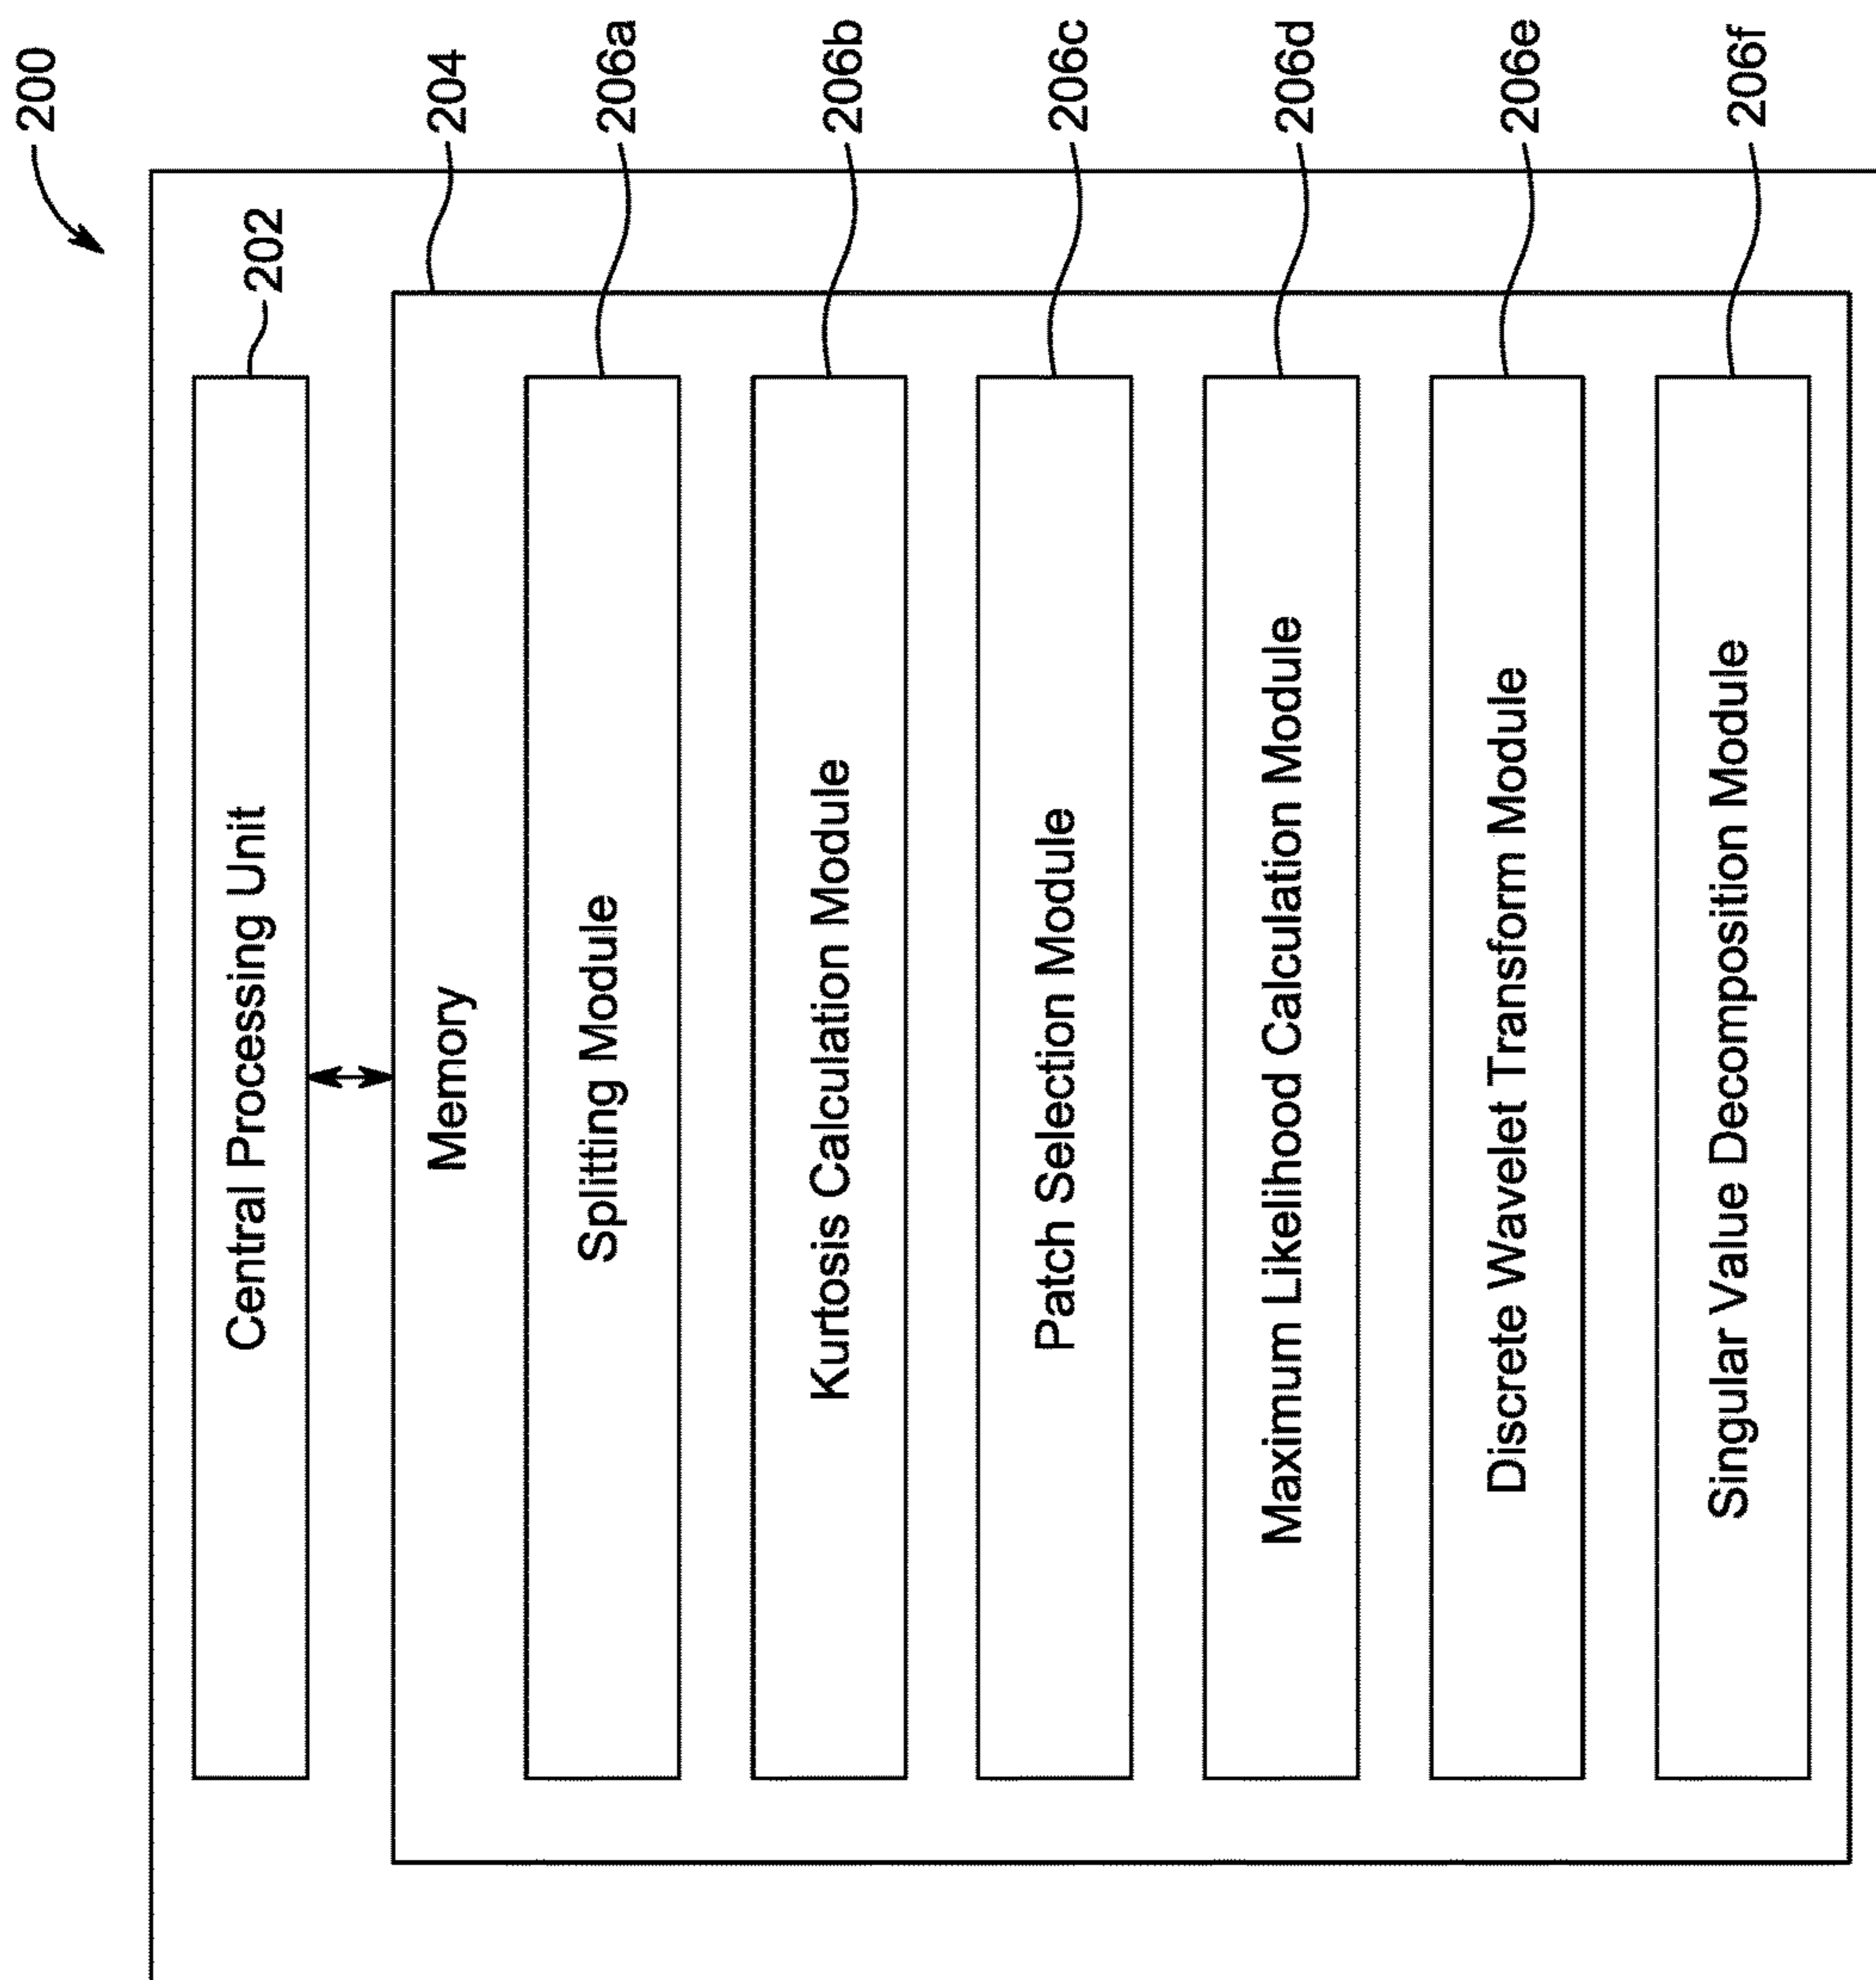 200
Central Processing Unit
202
Memory
204
Splitting Module
206a
Kurtosis Calculation Module
206b
Patch Selection Module
206c
Maximum Likelihood Calculation Module
206d
Discrete Wavelet Transform Module
206e
Singular Value Decomposition Module
206f